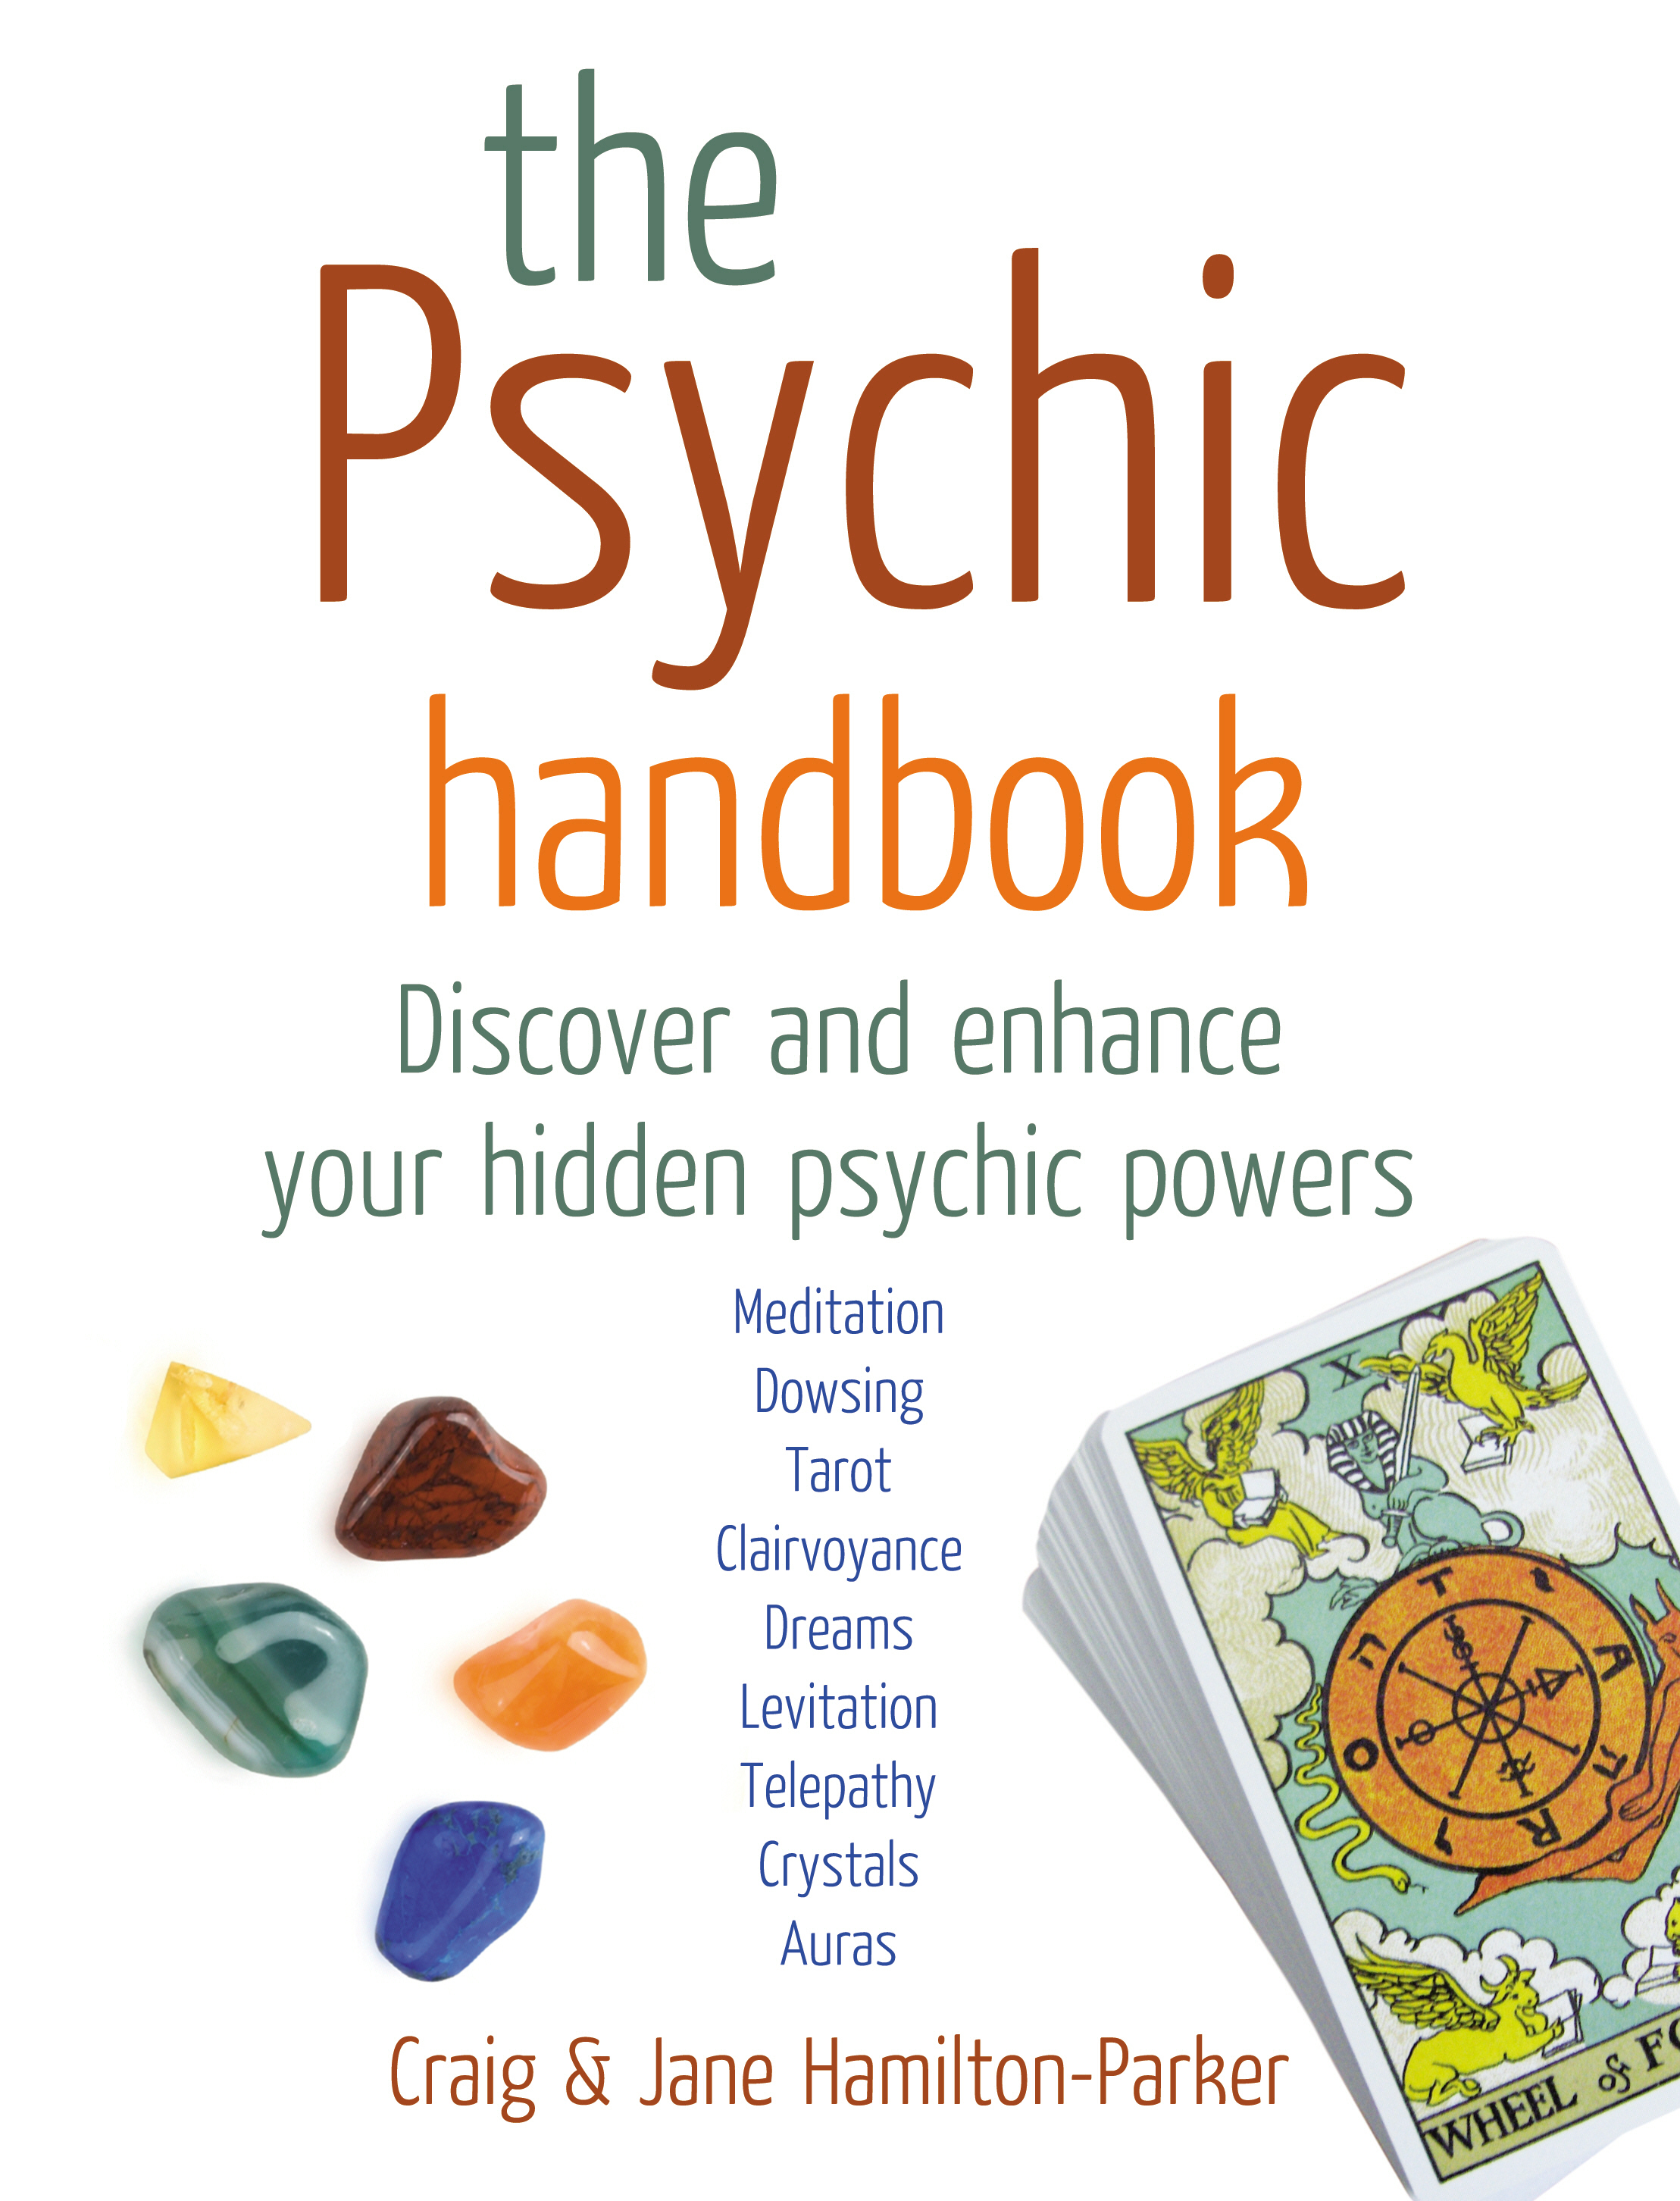 the
Psychic
handbook
Discover and enhance
your hidden psychic powers
Meditation
Dowsing
Tarot
Clairvoyance
Dreams
Levitation
Telepathy
Crystals
Auras
Craig & Jane Hamilton-Parker
X
T
A
R
O
WHEEL of FO